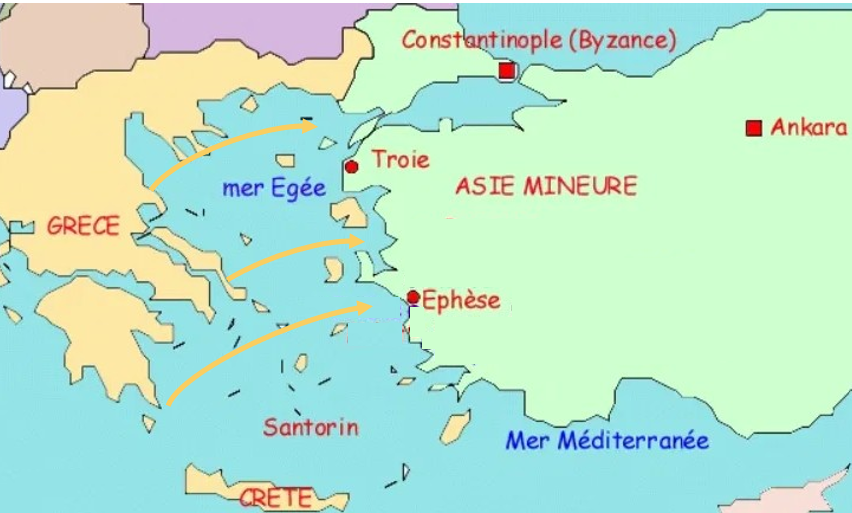 Constantinople (Byzance)
Ankara
Troie
mer Egée
ASIE MINEURE
GRECE
Ephèse
Santorin
Mer Méditerranée
CRETE